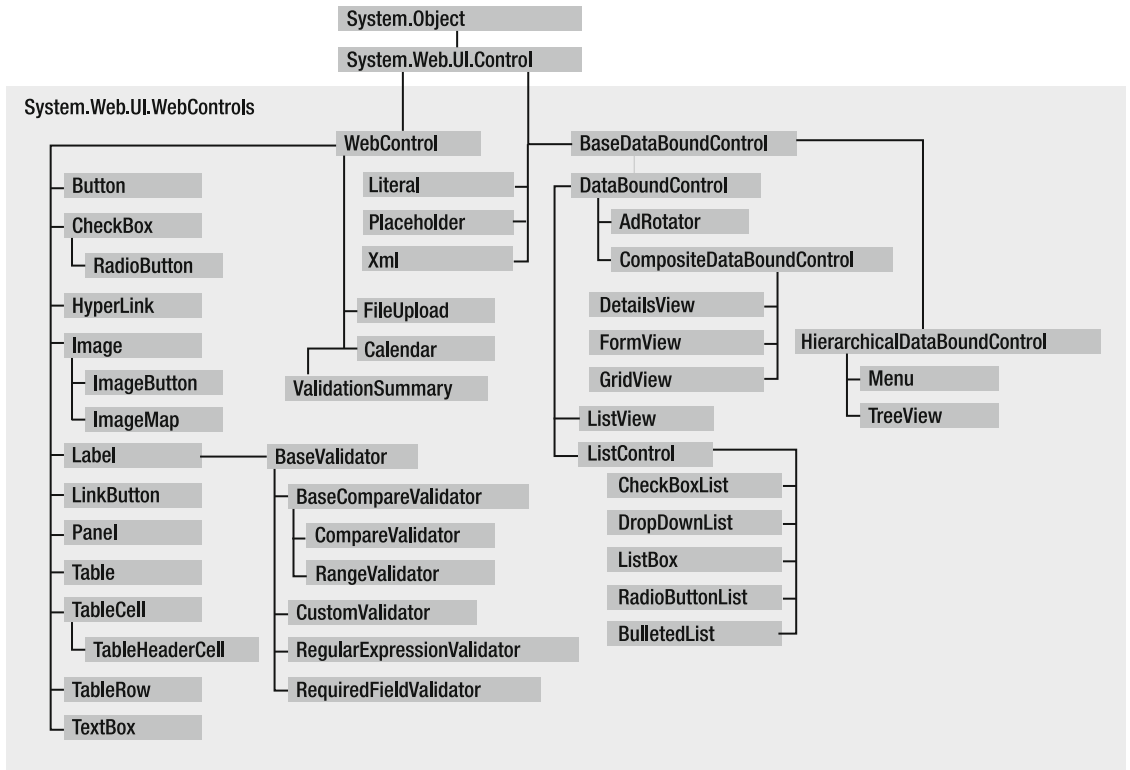 System.Object
System.Web.UI.Control
System.Web.UI.WebControls
WebControl
BaseDataBoundControl
Button
CheckBox
RadioButton
HyperLink
Image
ImageButton
ImageMap
Label
LinkButton
Panel
Table
TableCell
TableHeaderCell
TableRow
TextBox
Literal
Placeholder
Xml
FileUpload
Calendar
ValidationSummary
BaseValidator
BaseCompareValidator
CompareValidator
RangeValidator
CustomValidator
RegularExpressionValidator
RequiredFieldValidator
DataBoundControl
AdRotator
CompositeDataBoundControl
DetailsView
FormView
GridView
ListView
ListControl
CheckBoxList
DropDownList
ListBox
RadioButtonList
BulletedList
HierarchicalDataBoundControl
Menu
TreeView